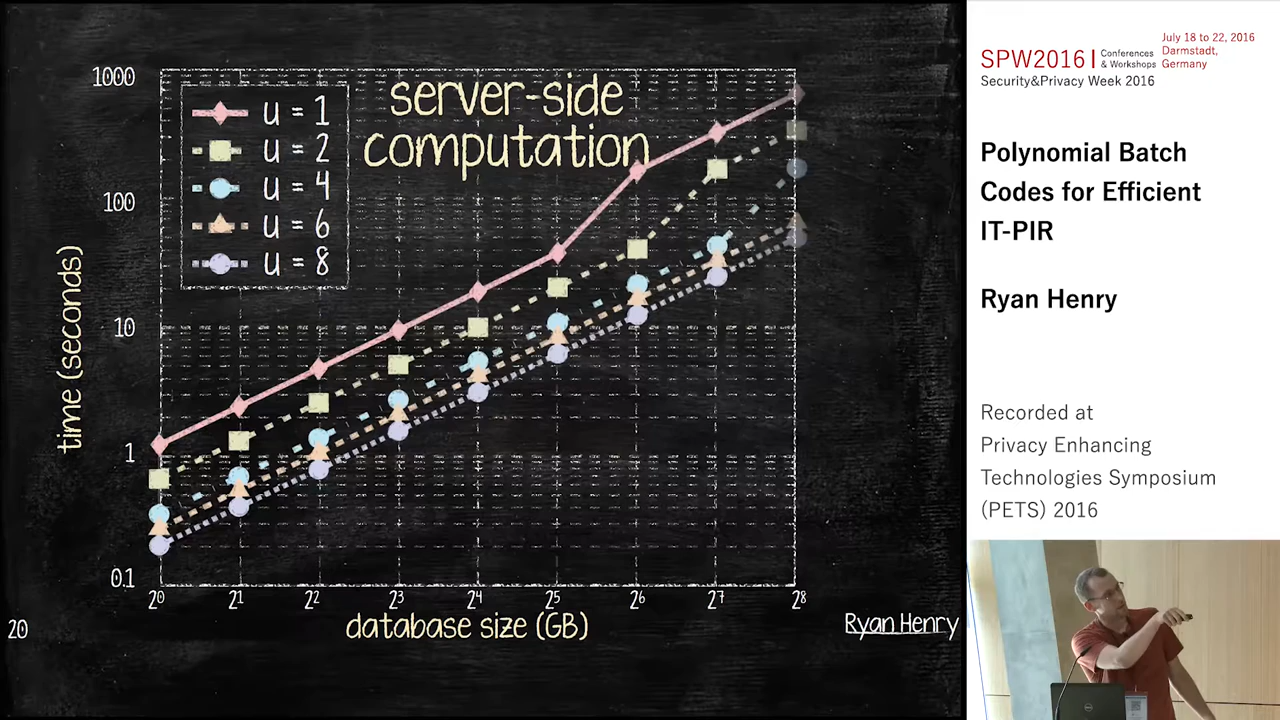 server-side
computation
u = 1
u = 2
u = 4
u = 6
u = 8
1000
100
10
1
0.1
time (seconds)
2⁰
2¹
2²
2³
2⁴
2⁵
2⁶
2⁷
2⁸
database size (GB)
20
Ryan Henry
SPW2016 | Conferences & Workshops
Security&Privacy Week 2016
July 18 to 22, 2016
Darmstadt,
Germany
Polynomial Batch
Codes for Efficient
IT-PIR
Ryan Henry
Recorded at
Privacy Enhancing
Technologies Symposium
(PETS) 2016